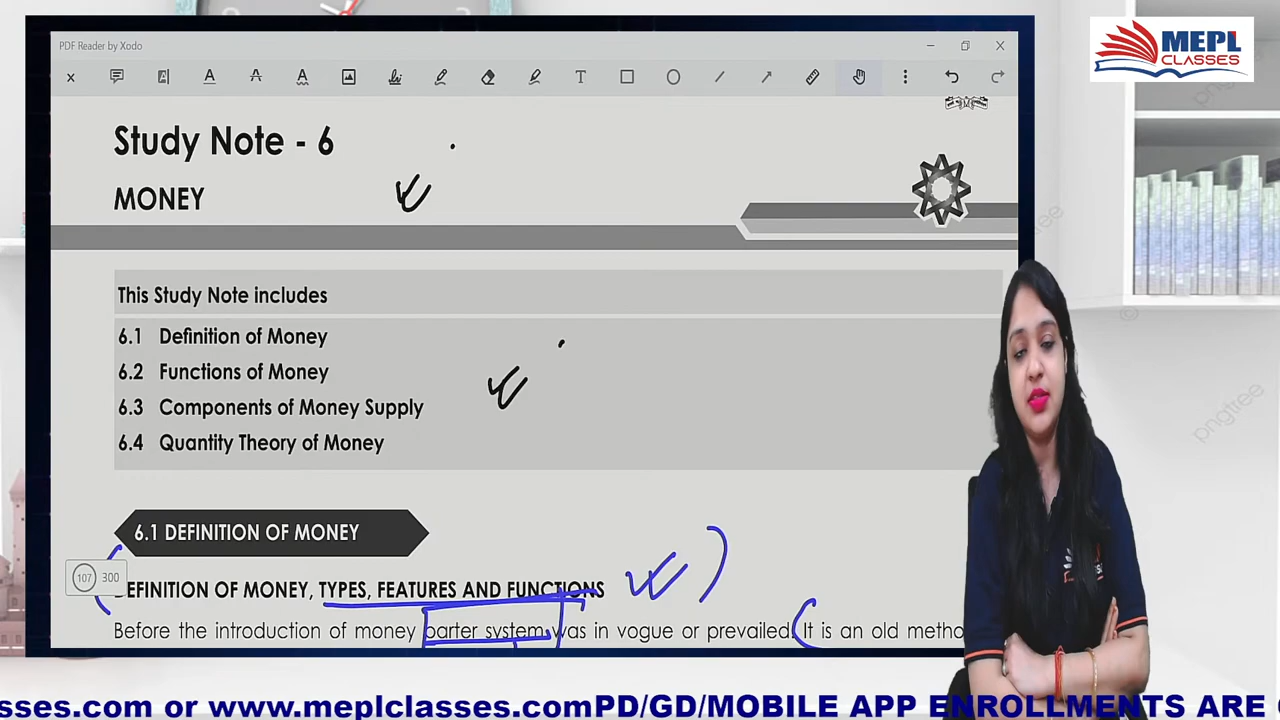 PDF Reader by Xodo
MEPL
CLASSES
Study Note - 6
MONEY
This Study Note includes
6.1 Definition of Money
6.2 Functions of Money
6.3 Components of Money Supply
6.4 Quantity Theory of Money
6.1 DEFINITION OF MONEY
107 300
EFINITION OF MONEY, TYPES, FEATURES AND FUNCTIONS
Before the introduction of money barter system was in vogue or prevailed. It is an old metho
sses.com or www.meplclasses.comPD/GD/MOBILE APP ENROLLMENTS ARE
pngtree
pngtree